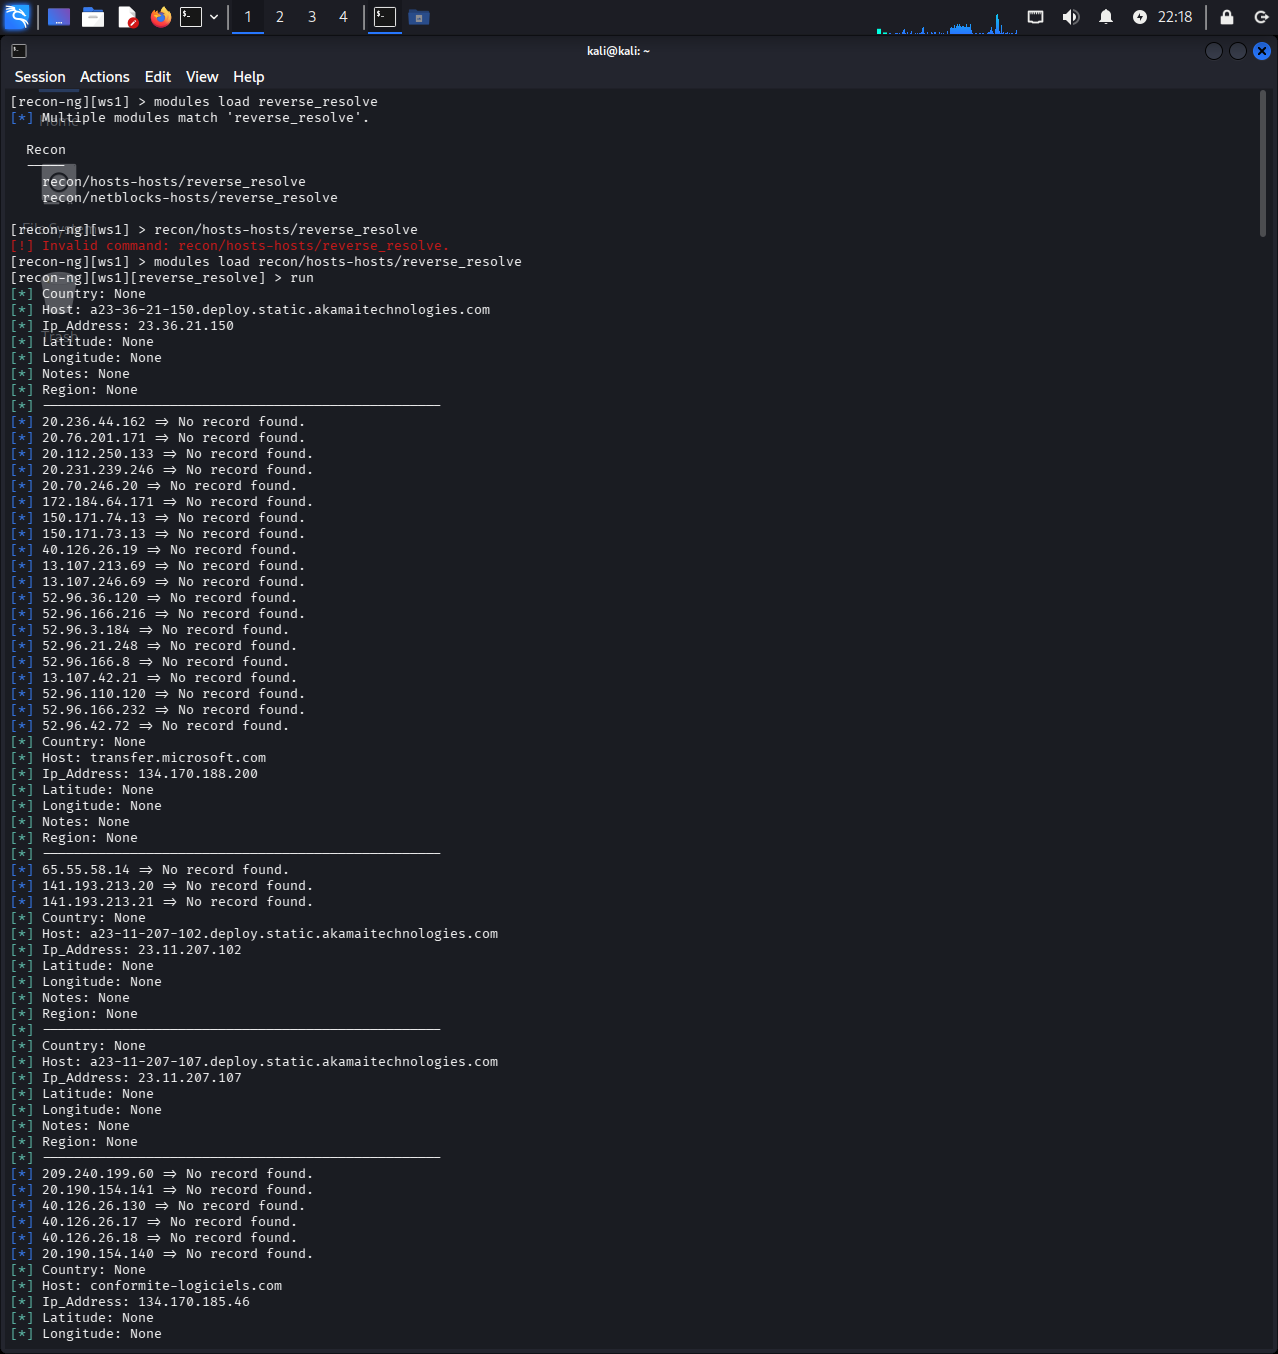 1 2 3 4 22:18
kali@kali: ~
Session Actions Edit View Help
[recon-ng][ws1] > modules load reverse_resolve
[*] Multiple modules match 'reverse_resolve'.
Home
Recon
recon/hosts-hosts/reverse_resolve
recon/netblocks-hosts/reverse_resolve
File System
[recon-ng][ws1] > recon/hosts-hosts/reverse_resolve
[!] Invalid command: recon/hosts-hosts/reverse_resolve.
[recon-ng][ws1] > modules load recon/hosts-hosts/reverse_resolve
[recon-ng][ws1][reverse_resolve] > run
[*] Country: None
[*] Host: a23-36-21-150.deploy.static.akamaitechnologies.com
[*] Ip_Address: 23.36.21.150
Trash
[*] Latitude: None
[*] Longitude: None
[*] Notes: None
[*] Region: None
[*] --------------------------------------------------
[*] 20.236.44.162 => No record found.
[*] 20.76.201.171 => No record found.
[*] 20.112.250.133 => No record found.
[*] 20.231.239.246 => No record found.
[*] 20.70.246.20 => No record found.
[*] 172.184.64.171 => No record found.
[*] 150.171.74.13 => No record found.
[*] 150.171.73.13 => No record found.
[*] 40.126.26.19 => No record found.
[*] 13.107.213.69 => No record found.
[*] 13.107.246.69 => No record found.
[*] 52.96.36.120 => No record found.
[*] 52.96.166.216 => No record found.
[*] 52.96.3.184 => No record found.
[*] 52.96.21.248 => No record found.
[*] 52.96.166.8 => No record found.
[*] 13.107.42.21 => No record found.
[*] 52.96.110.120 => No record found.
[*] 52.96.166.232 => No record found.
[*] 52.96.42.72 => No record found.
[*] Country: None
[*] Host: transfer.microsoft.com
[*] Ip_Address: 134.170.188.200
[*] Latitude: None
[*] Longitude: None
[*] Notes: None
[*] Region: None
[*] --------------------------------------------------
[*] 65.55.58.14 => No record found.
[*] 141.193.213.20 => No record found.
[*] 141.193.213.21 => No record found.
[*] Country: None
[*] Host: a23-11-207-102.deploy.static.akamaitechnologies.com
[*] Ip_Address: 23.11.207.102
[*] Latitude: None
[*] Longitude: None
[*] Notes: None
[*] Region: None
[*] --------------------------------------------------
[*] Country: None
[*] Host: a23-11-207-107.deploy.static.akamaitechnologies.com
[*] Ip_Address: 23.11.207.107
[*] Latitude: None
[*] Longitude: None
[*] Notes: None
[*] Region: None
[*] --------------------------------------------------
[*] 209.240.199.60 => No record found.
[*] 20.190.154.141 => No record found.
[*] 40.126.26.130 => No record found.
[*] 40.126.26.17 => No record found.
[*] 40.126.26.18 => No record found.
[*] 20.190.154.140 => No record found.
[*] Country: None
[*] Host: conformite-logiciels.com
[*] Ip_Address: 134.170.185.46
[*] Latitude: None
[*] Longitude: None